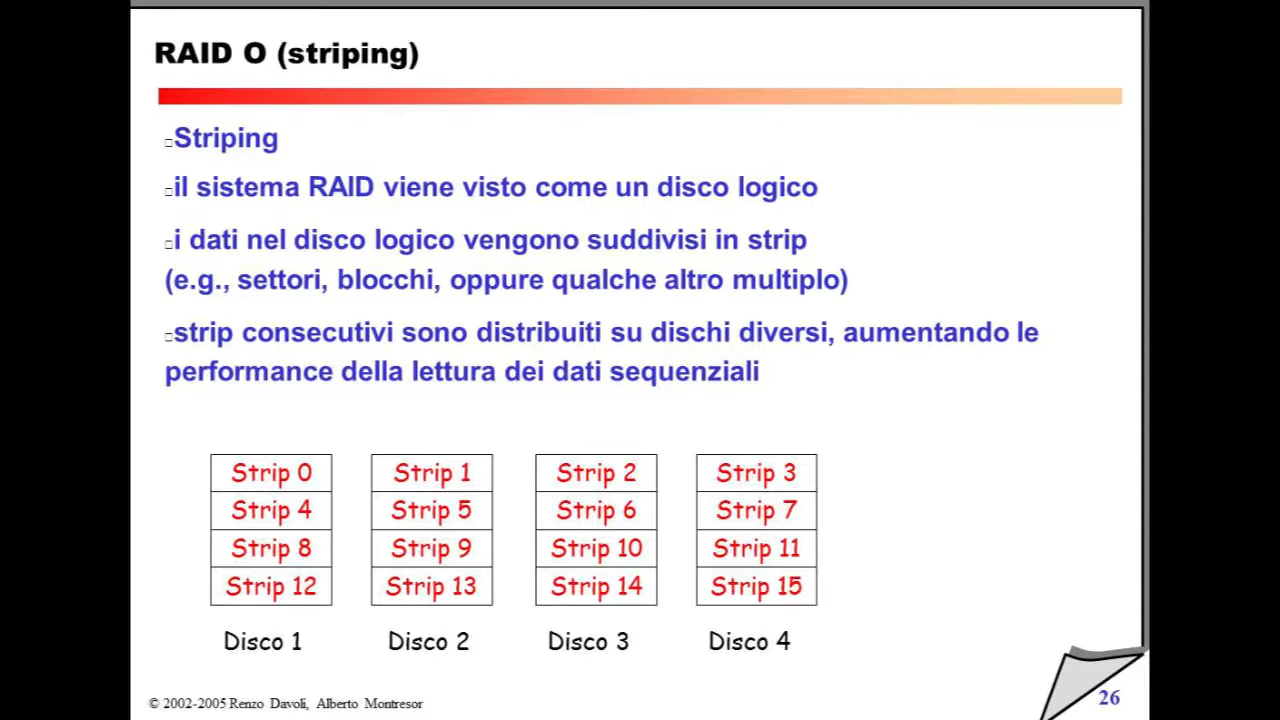 RAID O (striping)
Striping
il sistema RAID viene visto come un disco logico
i dati nel disco logico vengono suddivisi in strip
(e.g., settori, blocchi, oppure qualche altro multiplo)
strip consecutivi sono distribuiti su dischi diversi, aumentando le
performance della lettura dei dati sequenziali
Strip 0 Strip 1 Strip 2 Strip 3
Strip 4 Strip 5 Strip 6 Strip 7
Strip 8 Strip 9 Strip 10 Strip 11
Strip 12 Strip 13 Strip 14 Strip 15
Disco 1 Disco 2 Disco 3 Disco 4
© 2002-2005 Renzo Davoli, Alberto Montresor
26